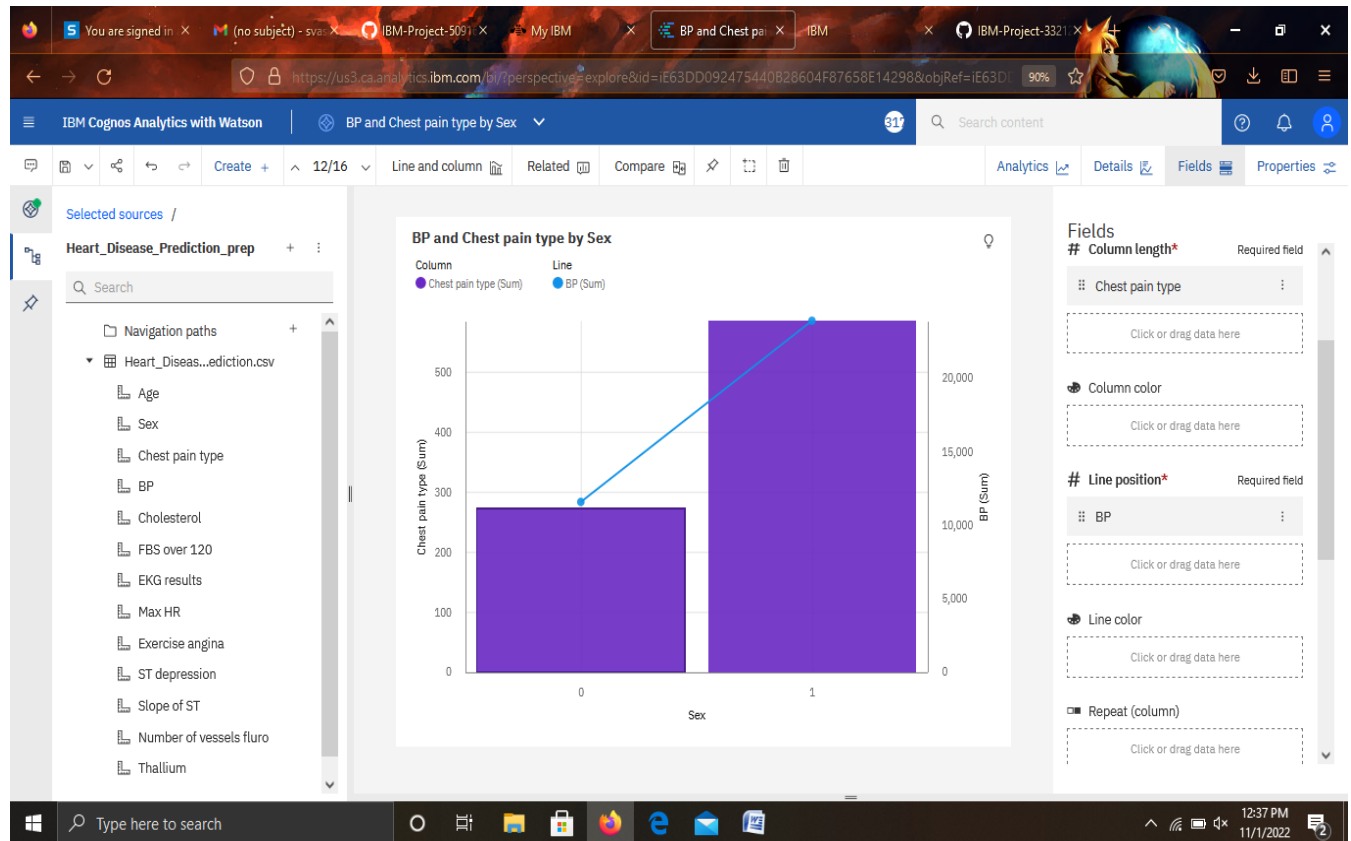 You are signed in
(no subject) - svas
IBM-Project-5091
My IBM
BP and Chest pai
IBM
IBM-Project-3321
https://us3.ca.analytics.ibm.com/bi/?perspective=explore&id=iE63DD092475440B28604F87658E14298&objRef=iE63D
90%
IBM Cognos Analytics with Watson
BP and Chest pain type by Sex
Search content
Create +
12/16
Line and column
Related
Compare
Analytics
Details
Fields
Properties
Selected sources /
Heart_Disease_Prediction_prep
Search
Navigation paths
Heart_Diseas...ediction.csv
Age
Sex
Chest pain type
BP
Cholesterol
FBS over 120
EKG results
Max HR
Exercise angina
ST depression
Slope of ST
Number of vessels fluro
Thallium
BP and Chest pain type by Sex
Column
Line
Chest pain type (Sum)
BP (Sum)
Chest pain type (Sum)
500
400
300
200
100
0
20,000
15,000
10,000
5,000
0
BP (Sum)
0
1
Sex
Fields
# Column length*
Required field
Chest pain type
Click or drag data here
Column color
Click or drag data here
# Line position*
Required field
BP
Click or drag data here
Line color
Click or drag data here
Repeat (column)
Click or drag data here
Type here to search
12:37 PM
11/1/2022
2